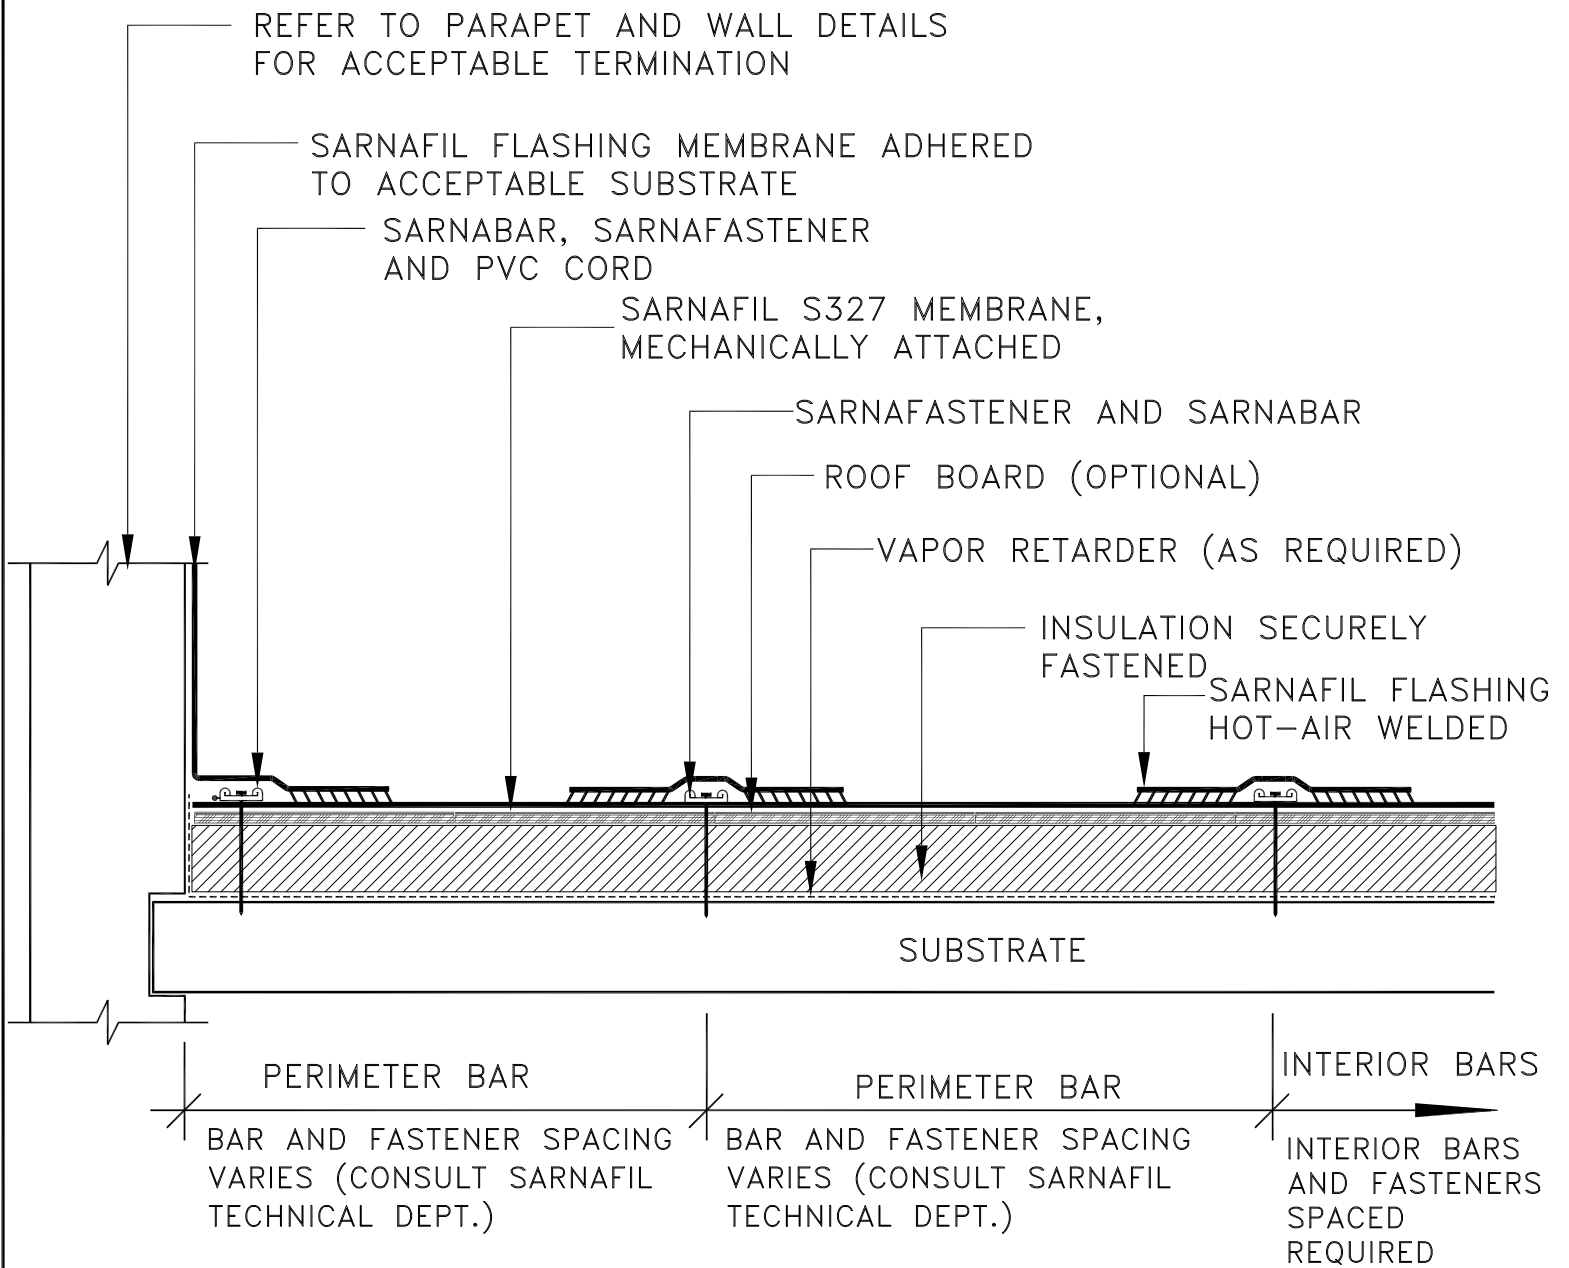 REFER TO PARAPET AND WALL DETAILS
FOR ACCEPTABLE TERMINATION
SARNAFIL FLASHING MEMBRANE ADHERED
TO ACCEPTABLE SUBSTRATE
SARNABAR, SARNAFASTENER
AND PVC CORD
SARNAFIL S327 MEMBRANE,
MECHANICALLY ATTACHED
SARNAFASTENER AND SARNABAR
ROOF BOARD (OPTIONAL)
VAPOR RETARDER (AS REQUIRED)
INSULATION SECURELY
FASTENED
SARNAFIL FLASHING
HOT-AIR WELDED
SUBSTRATE
PERIMETER BAR
BAR AND FASTENER SPACING
VARIES (CONSULT SARNAFIL
TECHNICAL DEPT.)
PERIMETER BAR
BAR AND FASTENER SPACING
VARIES (CONSULT SARNAFIL
TECHNICAL DEPT.)
INTERIOR BARS
INTERIOR BARS
AND FASTENERS
SPACED
REQUIRED